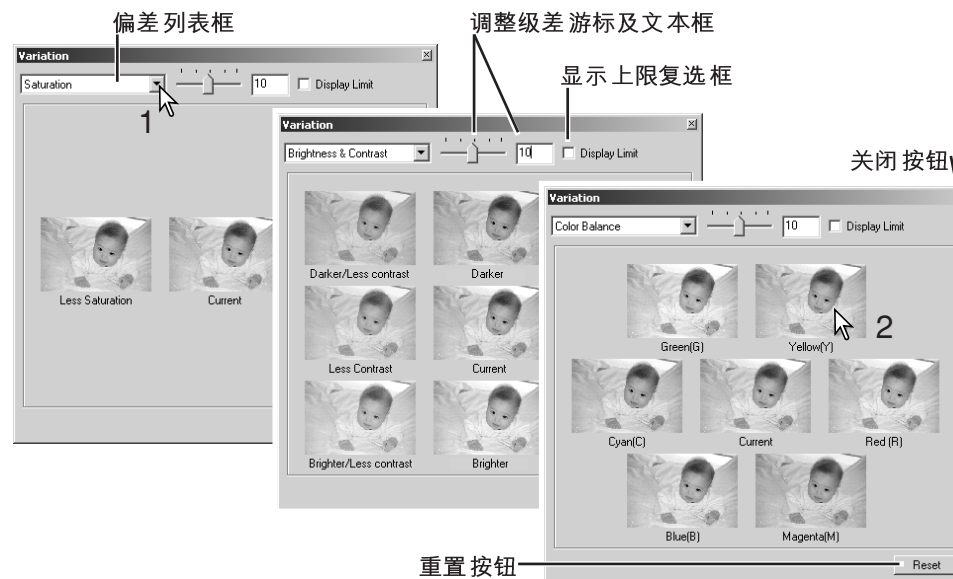 偏差列表框
调整级差游标及文本框
显示上限复选框
关闭按钮
Variation
Saturation
10
Display Limit
1
Less Saturation
Current
Variation
Brightness & Contrast
10
Display Limit
Darker/Less contrast
Darker
Less Contrast
Current
Brighter/Less contrast
Brighter
Variation
Color Balance
10
Display Limit
Green(G)
Yellow(Y)
2
Cyan(C)
Current
Red (R)
Blue(B)
Magenta(M)
Reset
重置按钮